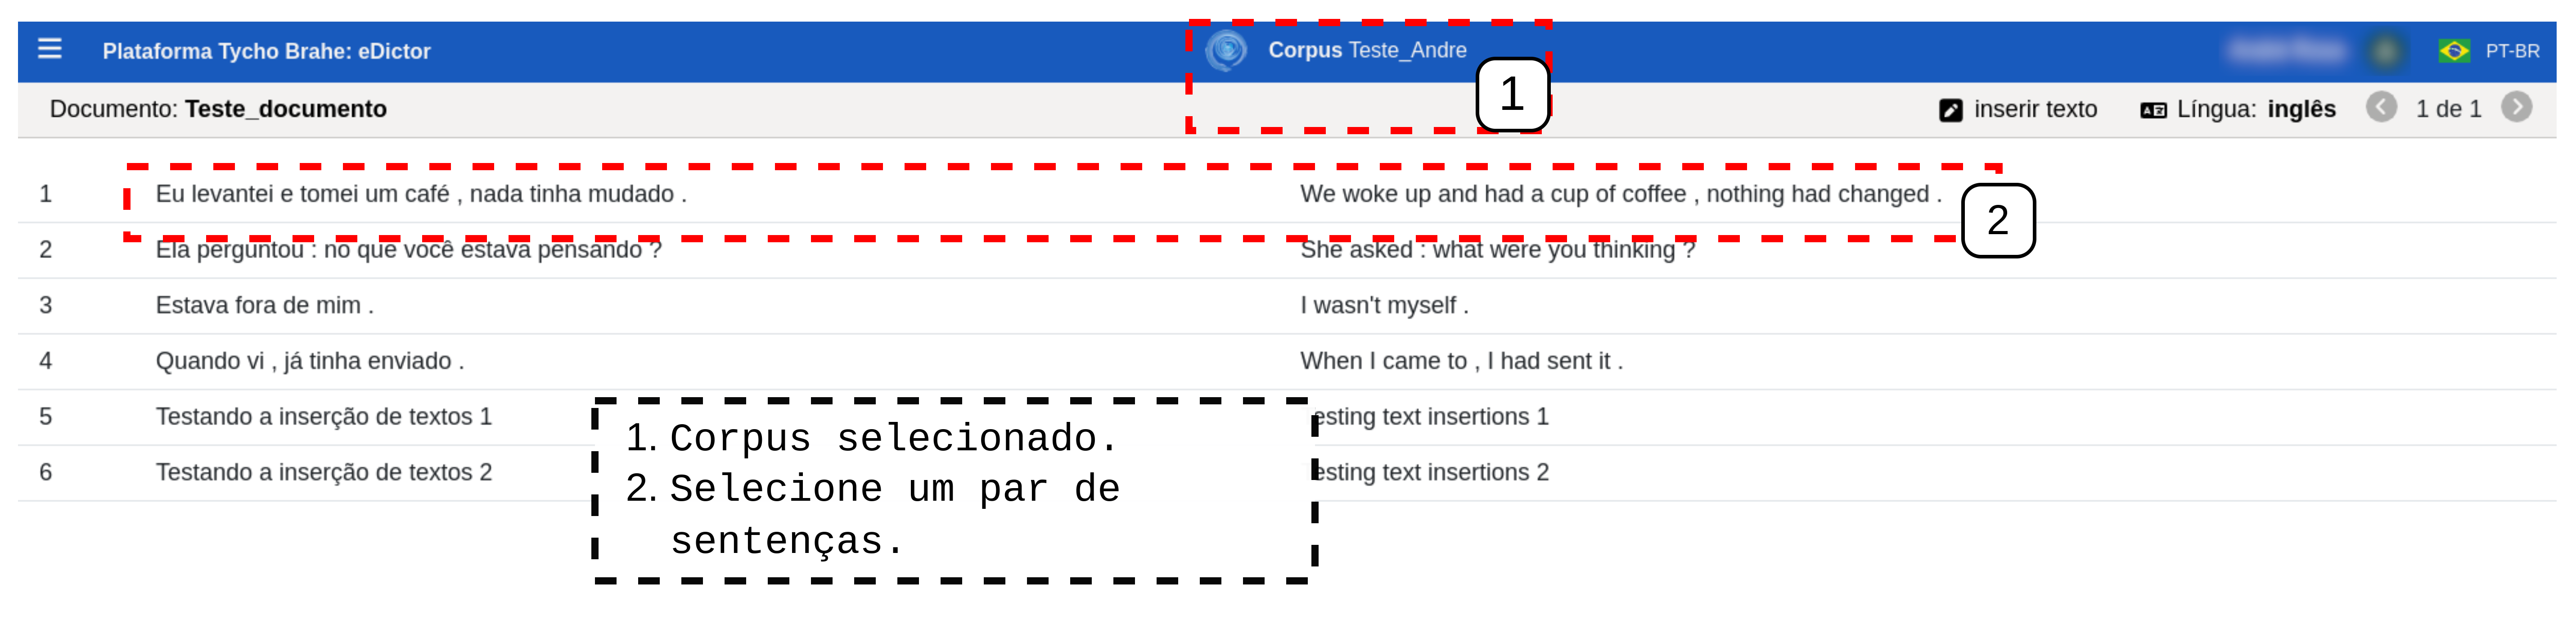 Plataforma Tycho Brahe: eDictor Corpus Teste_Andre PT-BR
1
Documento: Teste_documento inserir texto Língua: inglês 1 de 1
1 Eu levantei e tomei um café , nada tinha mudado . We woke up and had a cup of coffee , nothing had changed .
2
2 Ela perguntou : no que você estava pensando ? She asked : what were you thinking ?
3 Estava fora de mim . I wasn't myself .
4 Quando vi , já tinha enviado . When I came to , I had sent it .
5 Testando a inserção de textos 1 esting text insertions 1
6 Testando a inserção de textos 2 esting text insertions 2
1. Corpus selecionado.
2. Selecione um par de
sentenças.